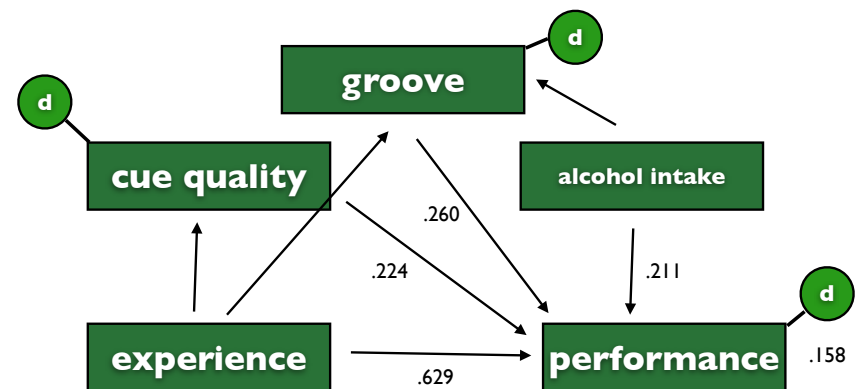 d
groove
d
cue quality
alcohol intake
.260
.224
.211
d
experience
performance
.158
.629